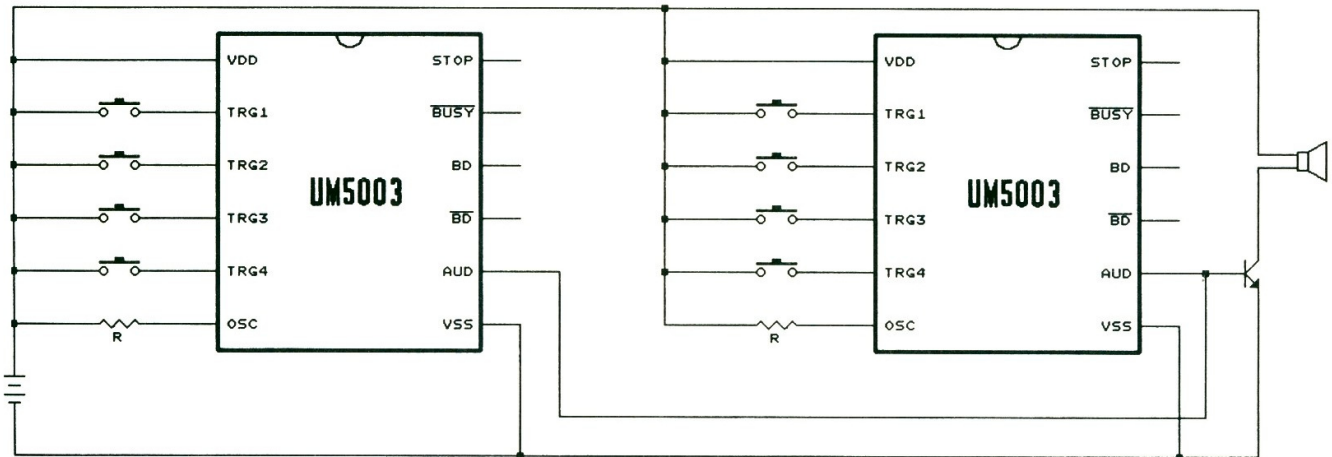 VDD
STOP
TRG1
BUSY
TRG2
BD
UM5003
TRG3
BD
TRG4
AUD
OSC
VSS
R
VDD
STOP
TRG1
BUSY
TRG2
BD
UM5003
TRG3
BD
TRG4
AUD
OSC
VSS
R